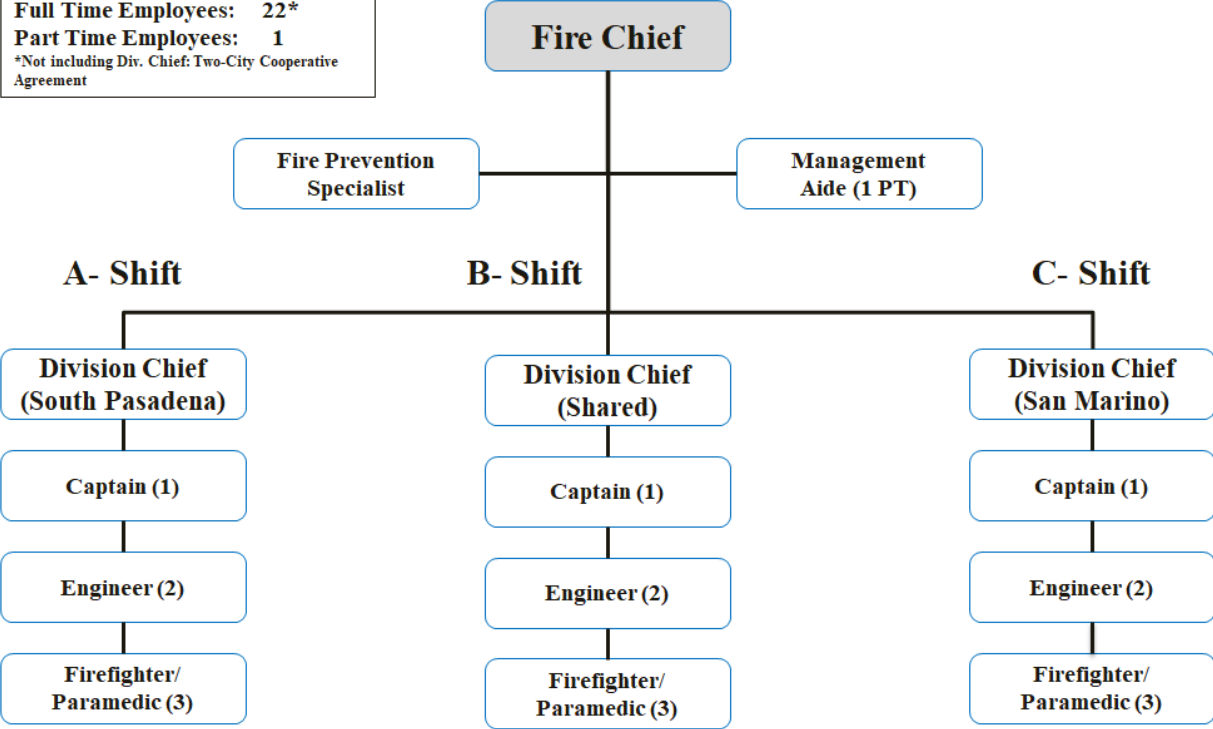 Full Time Employees: 22*
Part Time Employees: 1
*Not including Div. Chief: Two-City Cooperative
Agreement
Fire Chief
Fire Prevention
Specialist
Management
Aide (1 PT)
A- Shift
B- Shift
C- Shift
Division Chief
(South Pasadena)
Division Chief
(Shared)
Division Chief
(San Marino)
Captain (1)
Captain (1)
Captain (1)
Engineer (2)
Engineer (2)
Engineer (2)
Firefighter/
Paramedic (3)
Firefighter/
Paramedic (3)
Firefighter/
Paramedic (3)